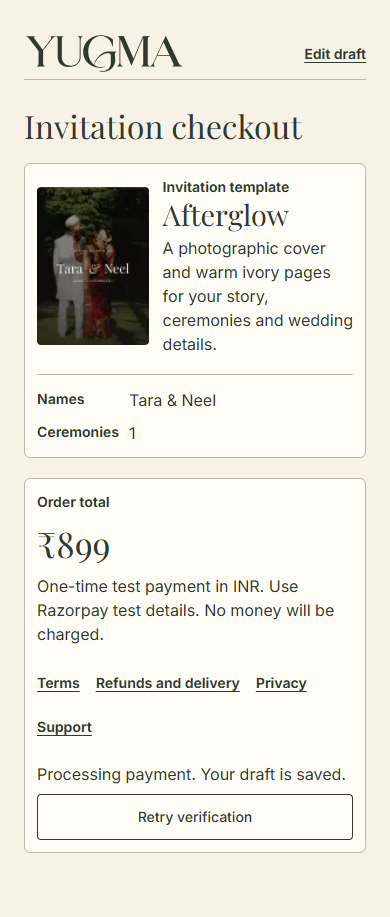 YUGMA
Edit draft
Invitation checkout
Invitation template
Afterglow
A photographic cover
and warm ivory pages
for your story,
ceremonies and wedding
details.
Tara & Neel
Names Tara & Neel
Ceremonies 1
Order total
₹899
One-time test payment in INR. Use
Razorpay test details. No money will be
charged.
Terms Refunds and delivery Privacy
Support
Processing payment. Your draft is saved.
Retry verification